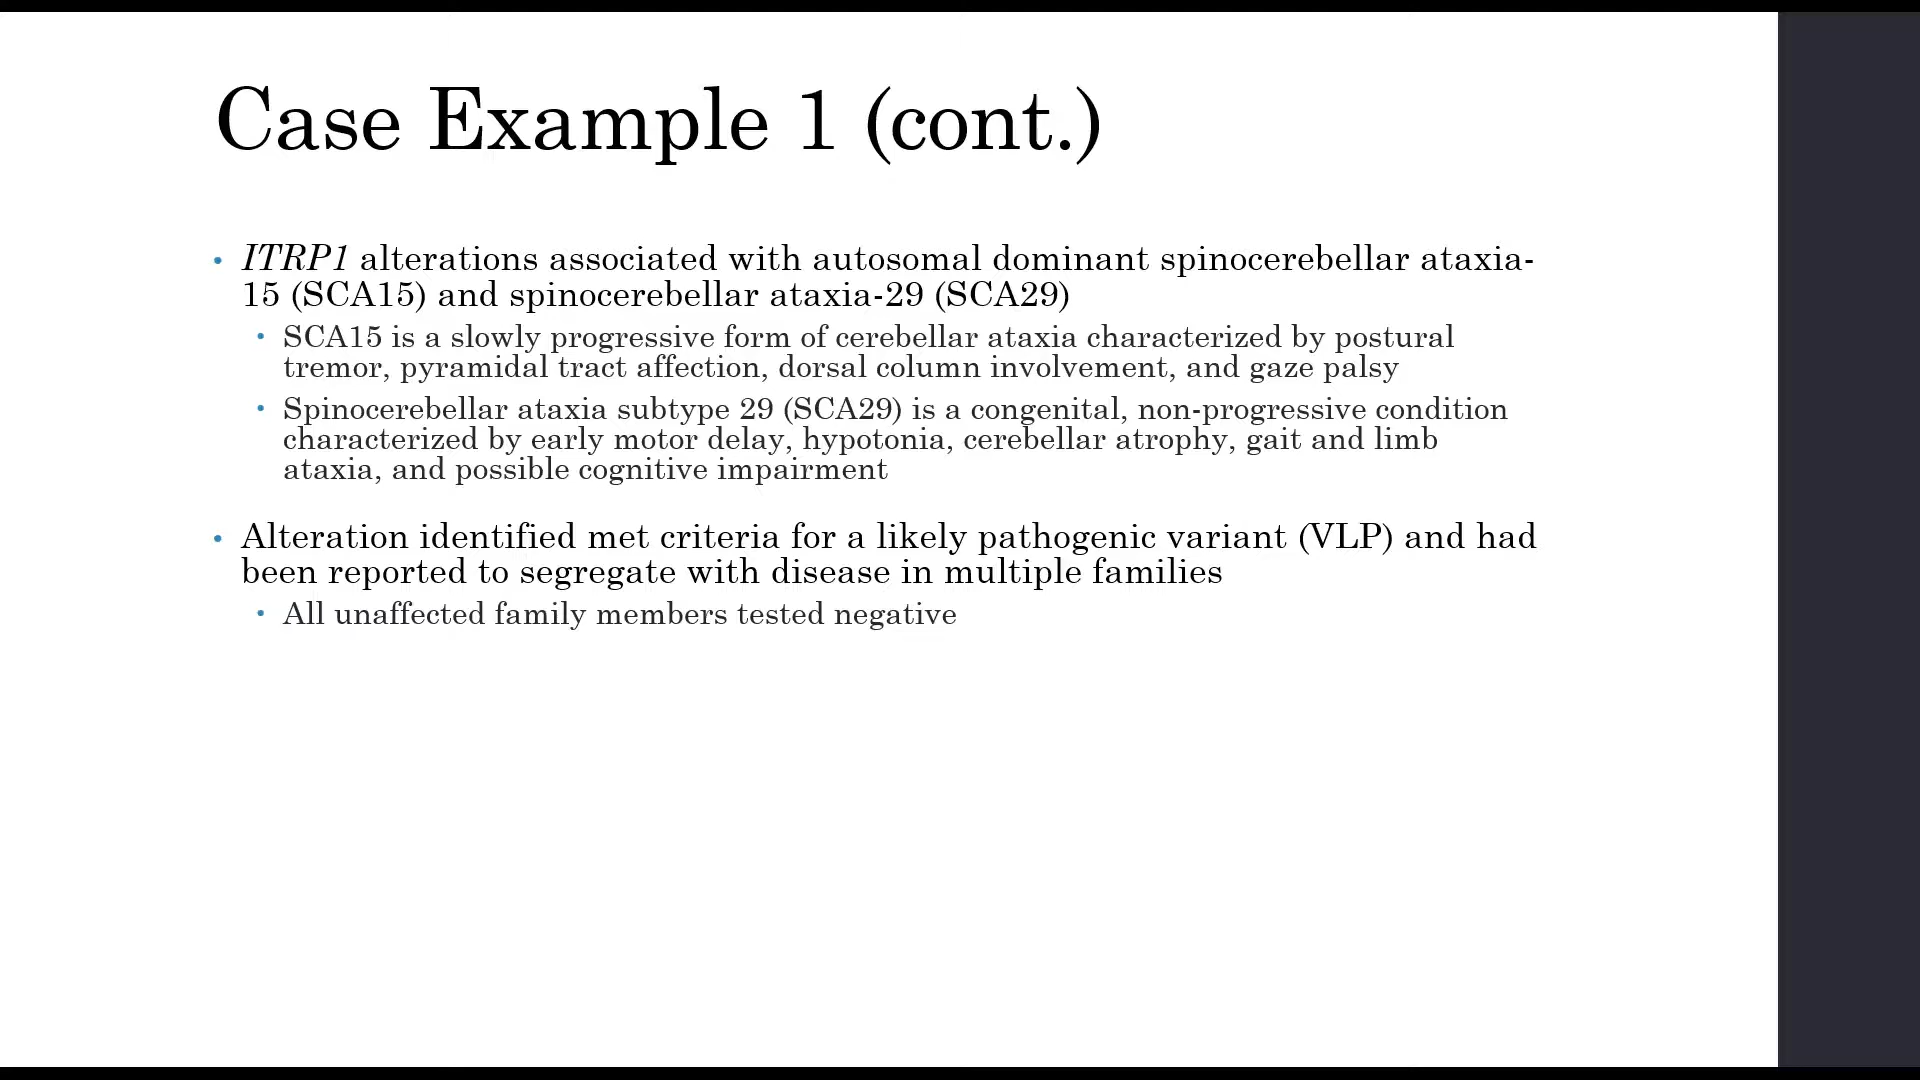 Case Example 1 (cont.)
• ITRP1 alterations associated with autosomal dominant spinocerebellar ataxia-
15 (SCA15) and spinocerebellar ataxia-29 (SCA29)
• SCA15 is a slowly progressive form of cerebellar ataxia characterized by postural
tremor, pyramidal tract affection, dorsal column involvement, and gaze palsy
• Spinocerebellar ataxia subtype 29 (SCA29) is a congenital, non-progressive condition
characterized by early motor delay, hypotonia, cerebellar atrophy, gait and limb
ataxia, and possible cognitive impairment
• Alteration identified met criteria for a likely pathogenic variant (VLP) and had
been reported to segregate with disease in multiple families
• All unaffected family members tested negative